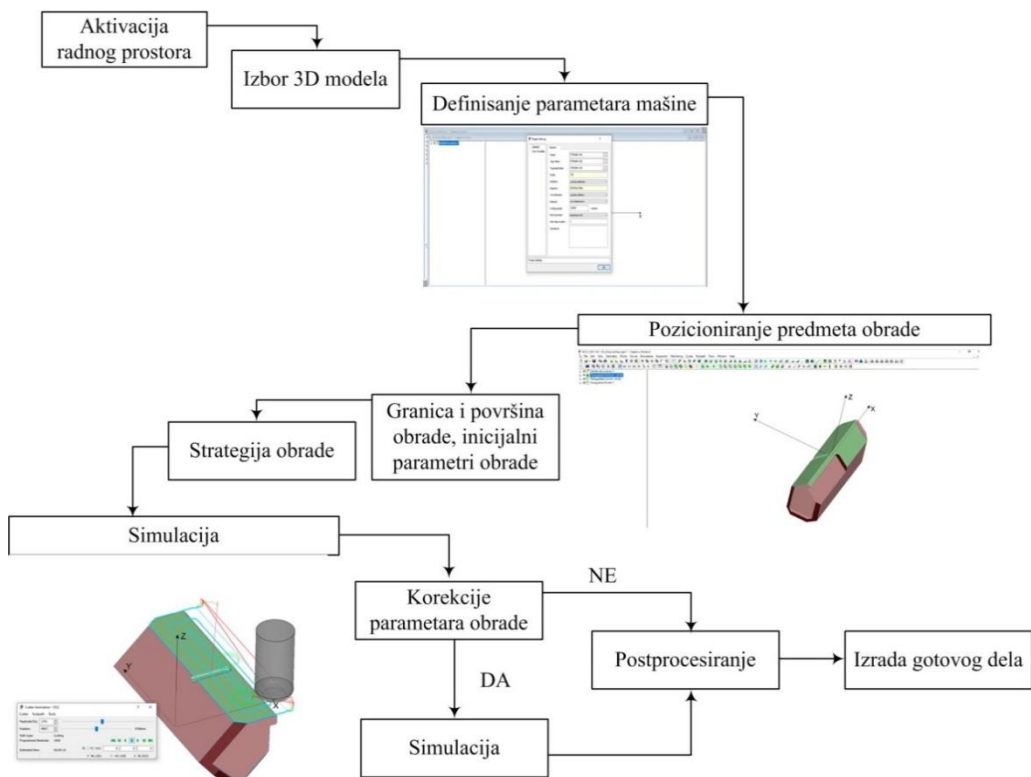 Aktivacija
radnog prostora
Izbor 3D modela
Definisanje parametara mašine
Pozicioniranje predmeta obrade
Granica i površina
obrade, inicijalni
parametri obrade
Strategija obrade
Simulacija
Korekcije
parametara obrade
NE
DA
Postprocesiranje
Izrada gotovog dela
Simulacija
Z
X
Y
Z
Y
X